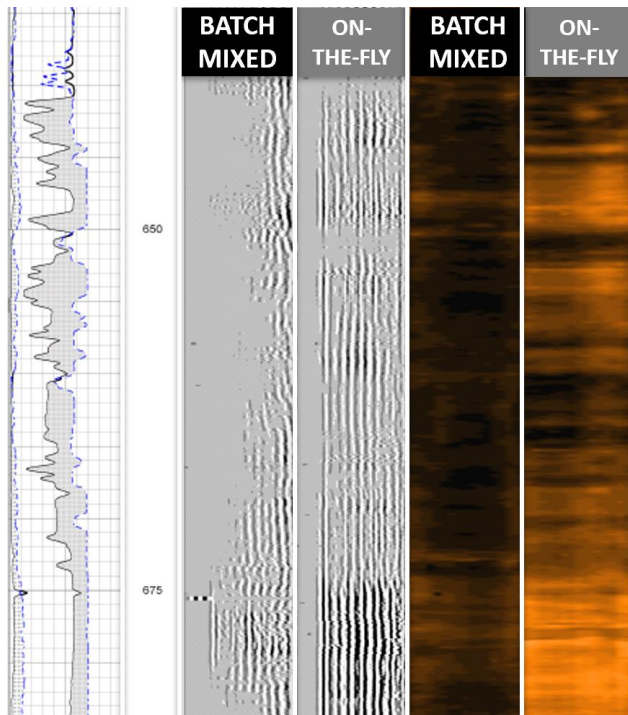 BATCH
MIXED
ON-
THE-FLY
BATCH
MIXED
ON-
THE-FLY
650
675